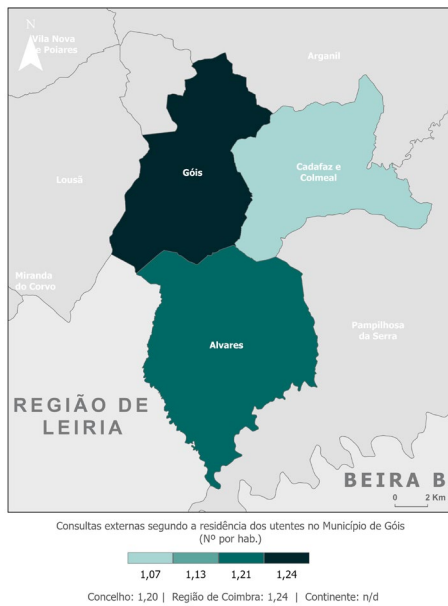 N
Vila Nova
de Poiares
Arganil
Lousã
Góis
Cadafaz e
Colmeal
Miranda
do Corvo
Alvares
Pampilhosa
da Serra
REGIÃO DE
LEIRIA
BEIRA B
0 2 Km
Consultas externas segundo a residência dos utentes no Município de Góis
(Nº por hab.)
1,07 1,13 1,21 1,24
Concelho: 1,20 | Região de Coimbra: 1,24 | Continente: n/d